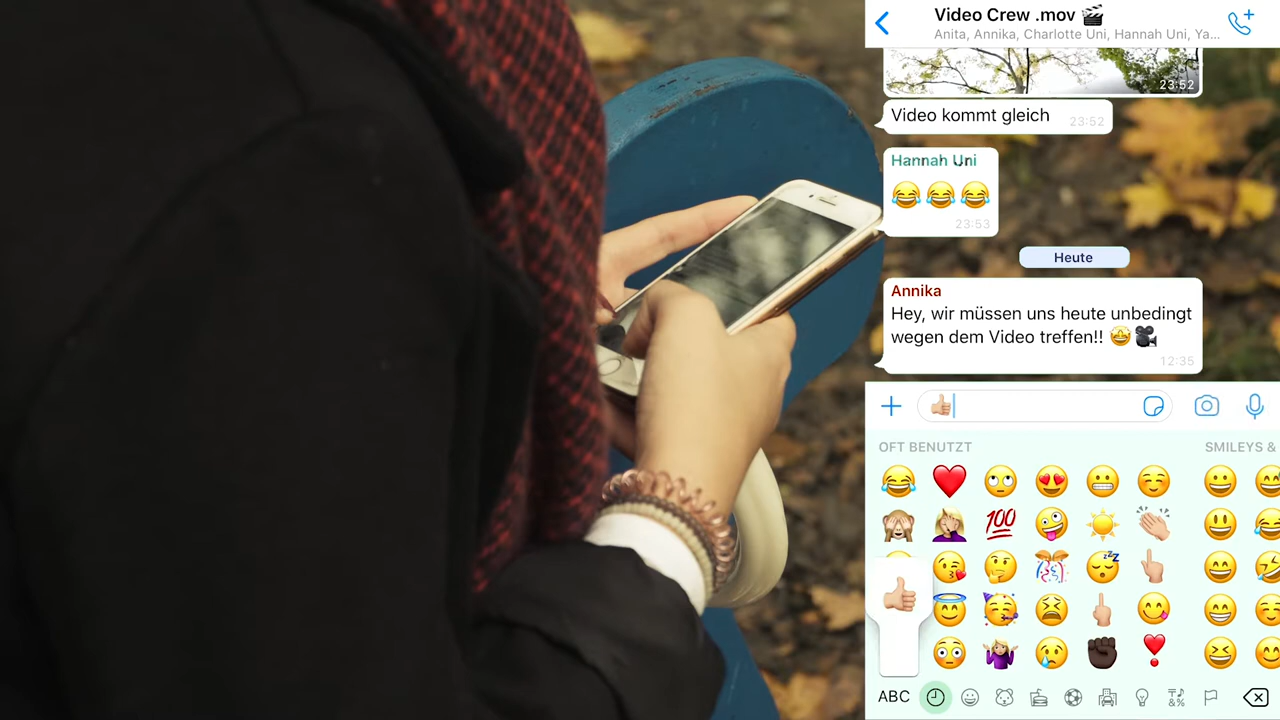 Video Crew .mov 🎬
Anita, Annika, Charlotte Uni, Hannah Uni, Ya...
23:52
Video kommt gleich
23:52
Hannah Uni
😂😂😂
23:53
Heute
Annika
Hey, wir müssen uns heute unbedingt
wegen dem Video treffen!! 🤩🎥
12:35
👍🏼
OFT BENUTZT
SMILEYS &
ABC